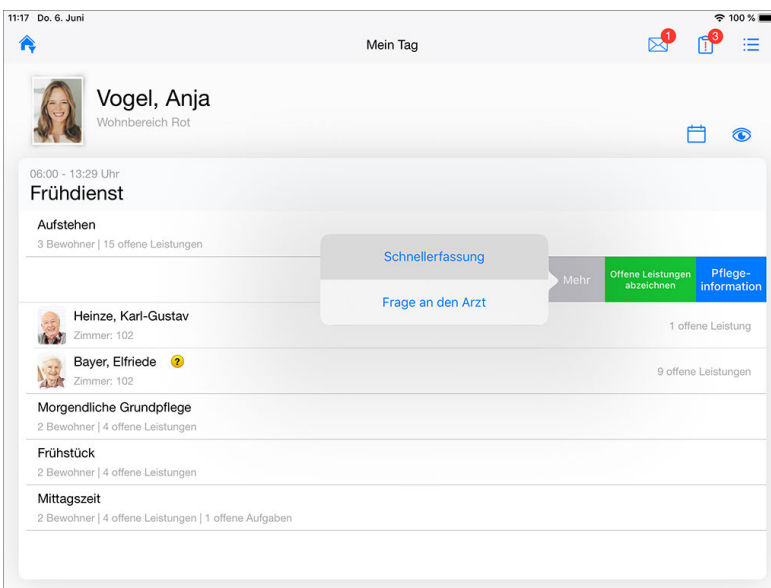 11:17 Do. 6. Juni
100 %
Mein Tag
1
3
Vogel, Anja
Wohnbereich Rot
06:00 - 13:29 Uhr
Frühdienst
Aufstehen
3 Bewohner | 15 offene Leistungen
Schnellerfassung
Frage an den Arzt
Mehr
Offene Leistungen
abzeichnen
Pflege-
information
Heinze, Karl-Gustav
Zimmer: 102
1 offene Leistung
Bayer, Elfriede ?
Zimmer: 102
9 offene Leistungen
Morgendliche Grundpflege
2 Bewohner | 4 offene Leistungen
Frühstück
2 Bewohner | 4 offene Leistungen
Mittagszeit
2 Bewohner | 4 offene Leistungen | 1 offene Aufgaben